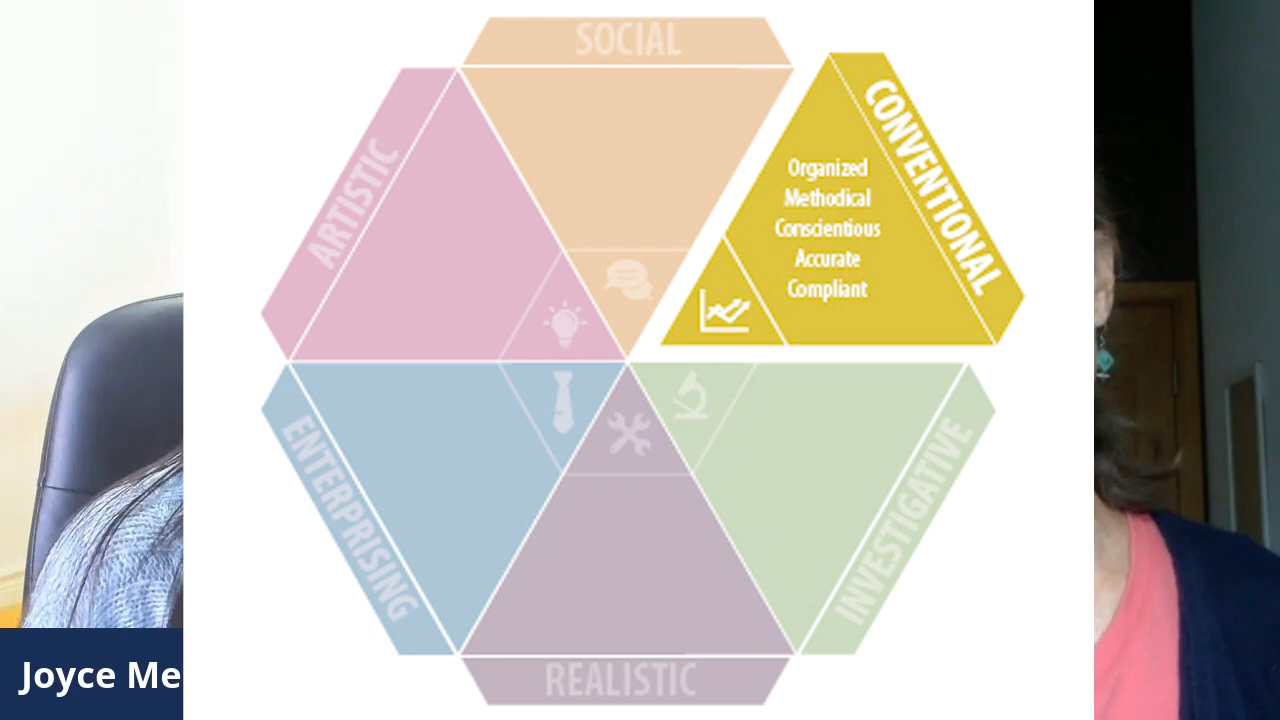 SOCIAL
CONVENTIONAL
ARTISTIC
Organized
Methodical
Conscientious
Accurate
Compliant
ENTERPRISING
INVESTIGATIVE
REALISTIC
Joyce Me